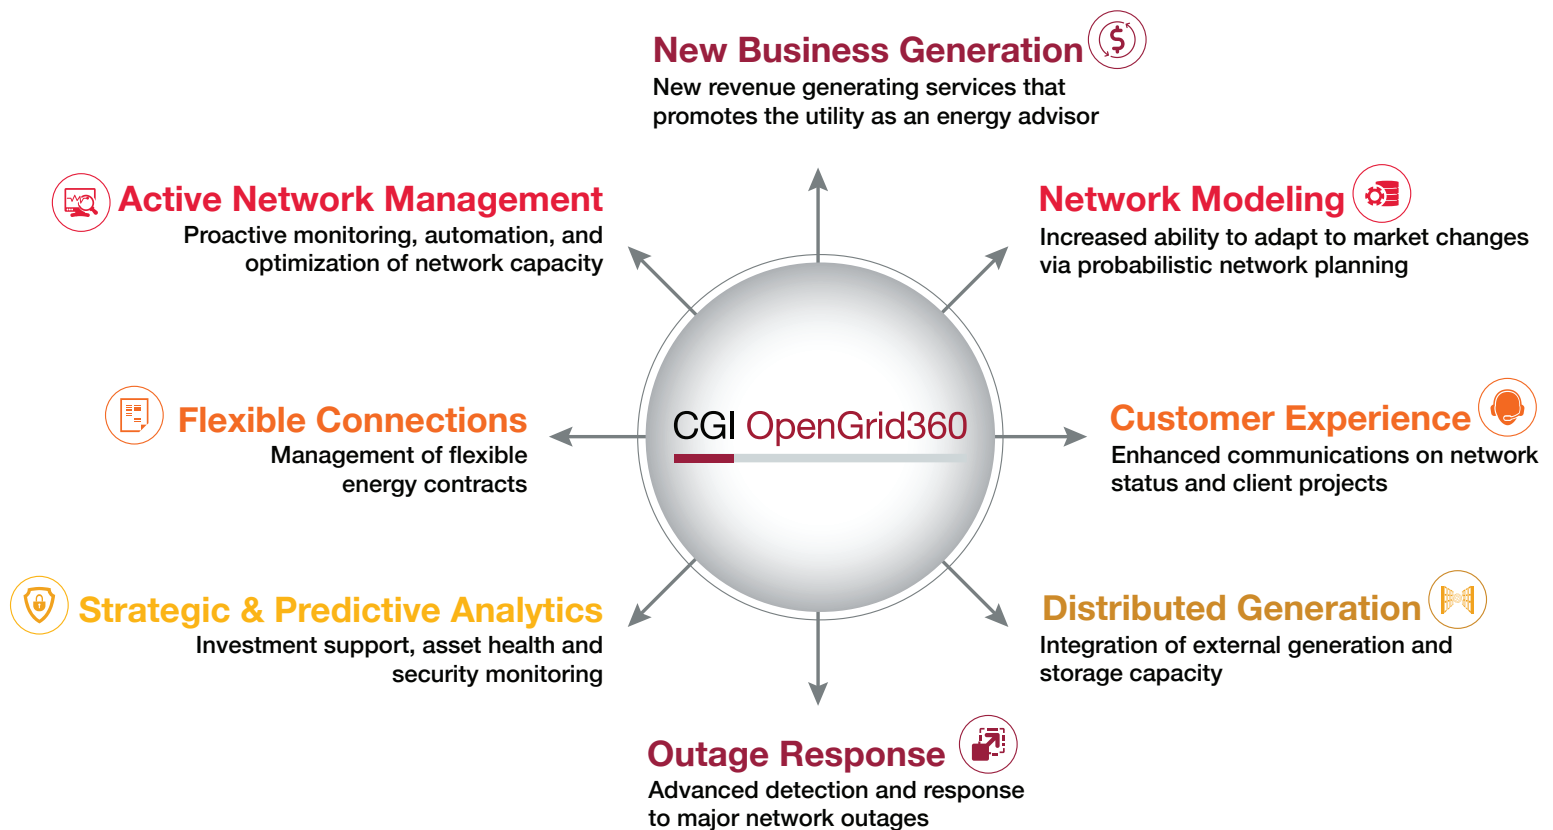 New Business Generation
New revenue generating services that
promotes the utility as an energy advisor
Active Network Management
Proactive monitoring, automation, and
optimization of network capacity
Network Modeling
Increased ability to adapt to market changes
via probabilistic network planning
Flexible Connections
Management of flexible
energy contracts
CGI OpenGrid360
Customer Experience
Enhanced communications on network
status and client projects
Strategic & Predictive Analytics
Investment support, asset health and
security monitoring
Distributed Generation
Integration of external generation and
storage capacity
Outage Response
Advanced detection and response
to major network outages